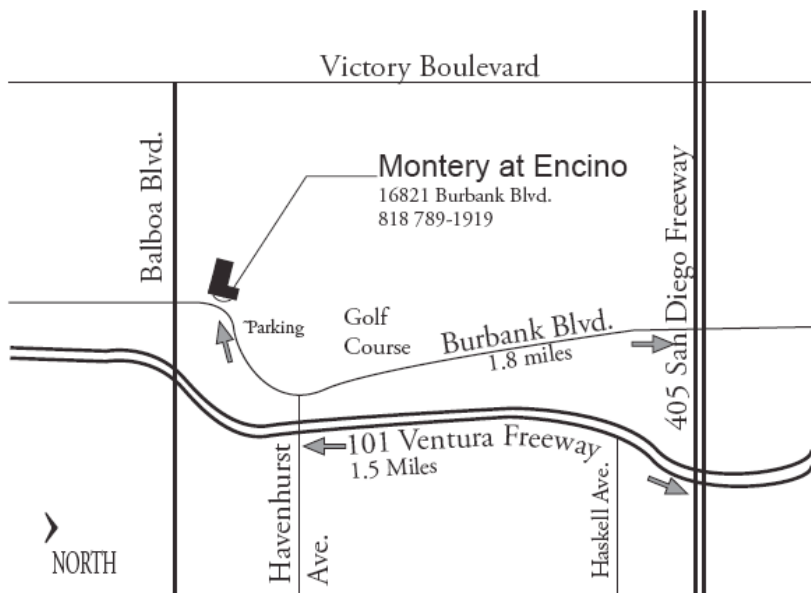 Victory Boulevard
Balboa Blvd.
Montery at Encino
16821 Burbank Blvd.
818 789-1919
405 San Diego Freeway
Parking
Golf
Course
Burbank Blvd.
1.8 miles
101 Ventura Freeway
1.5 Miles
Havenhurst
Ave.
Haskell Ave.
NORTH